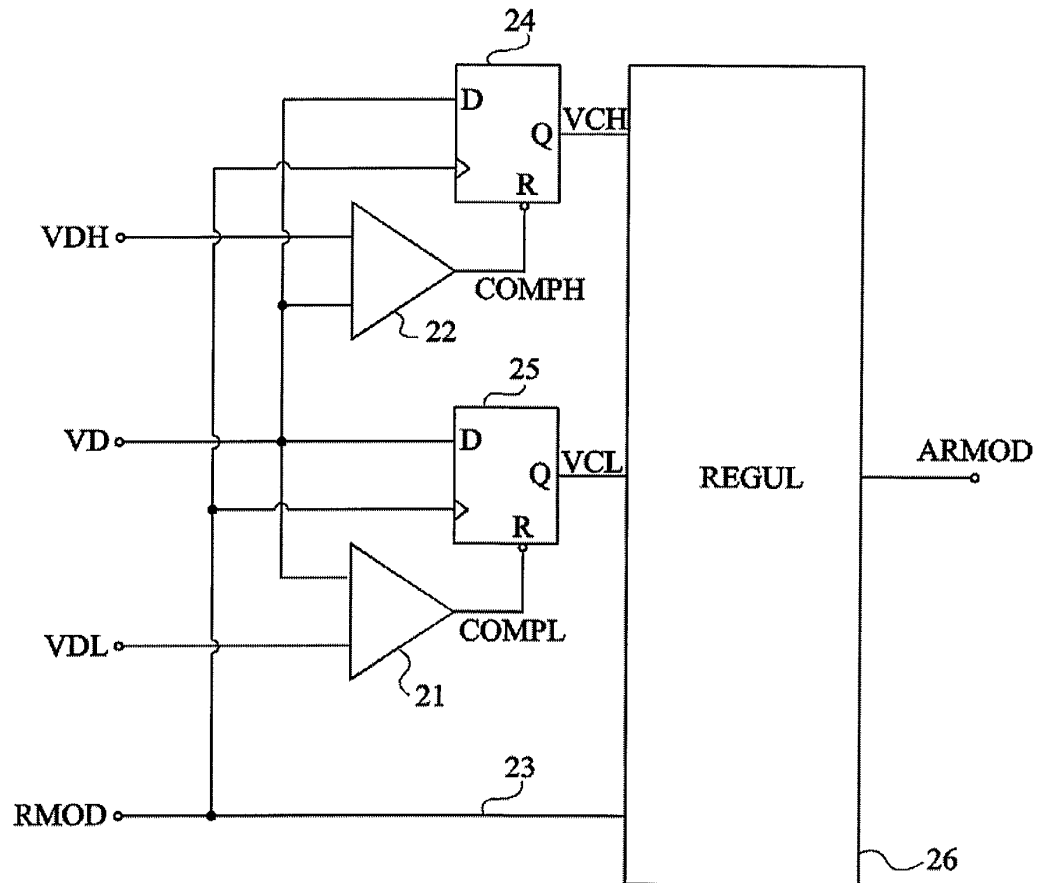 24
D
VCH
Q
R
VDH
COMPH
22
25
VD
D
VCL
Q
REGUL
ARMOD
R
COMPL
VDL
21
23
RMOD
26